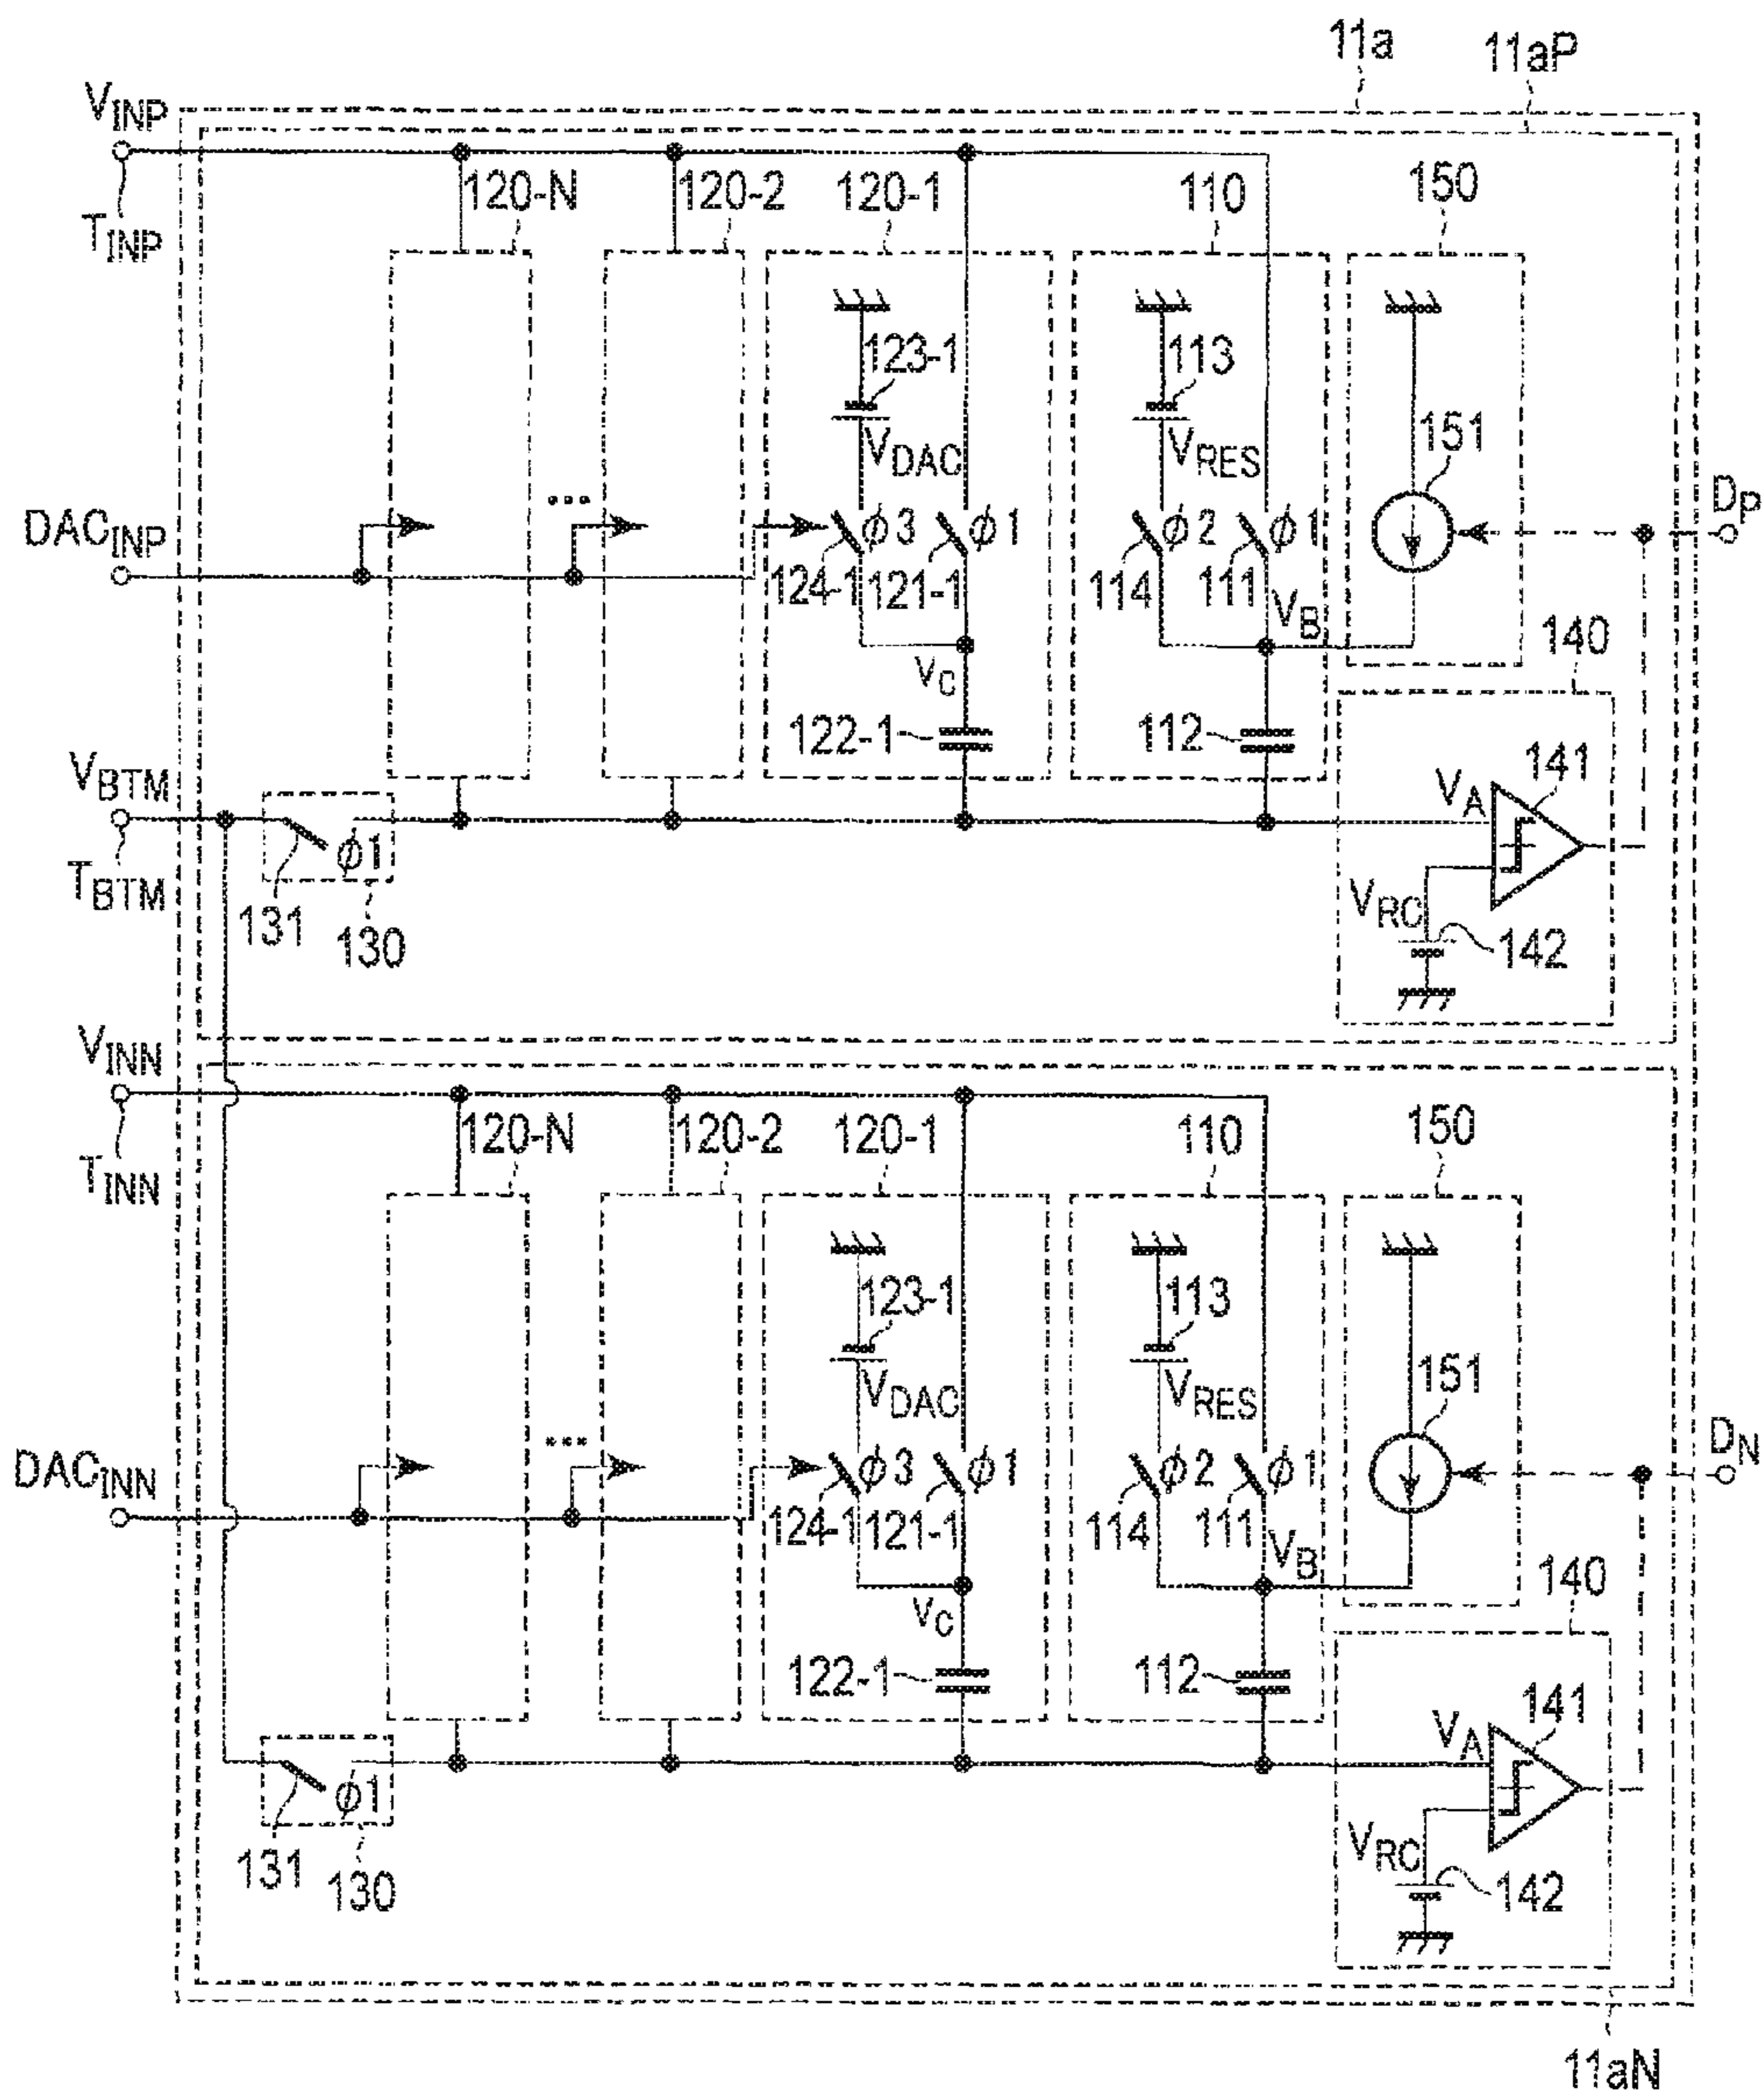 11a
11aP
V_INP
T_INP
120-N
120-2
120-1
110
150
123-1
113
V_DAC
V_RES
151
D_P
DAC_INP
...
ϕ3
ϕ1
ϕ2
ϕ1
124-1
121-1
114
111
V_B
140
V_C
122-1
112
V_BTM
T_BTM
ϕ1
131
130
V_A
141
V_RC
142
V_INN
T_INN
120-N
120-2
120-1
110
150
123-1
113
V_DAC
V_RES
151
D_N
DAC_INN
...
ϕ3
ϕ1
ϕ2
ϕ1
124-1
121-1
114
111
V_B
140
V_C
122-1
112
ϕ1
131
130
V_A
141
V_RC
142
11aN